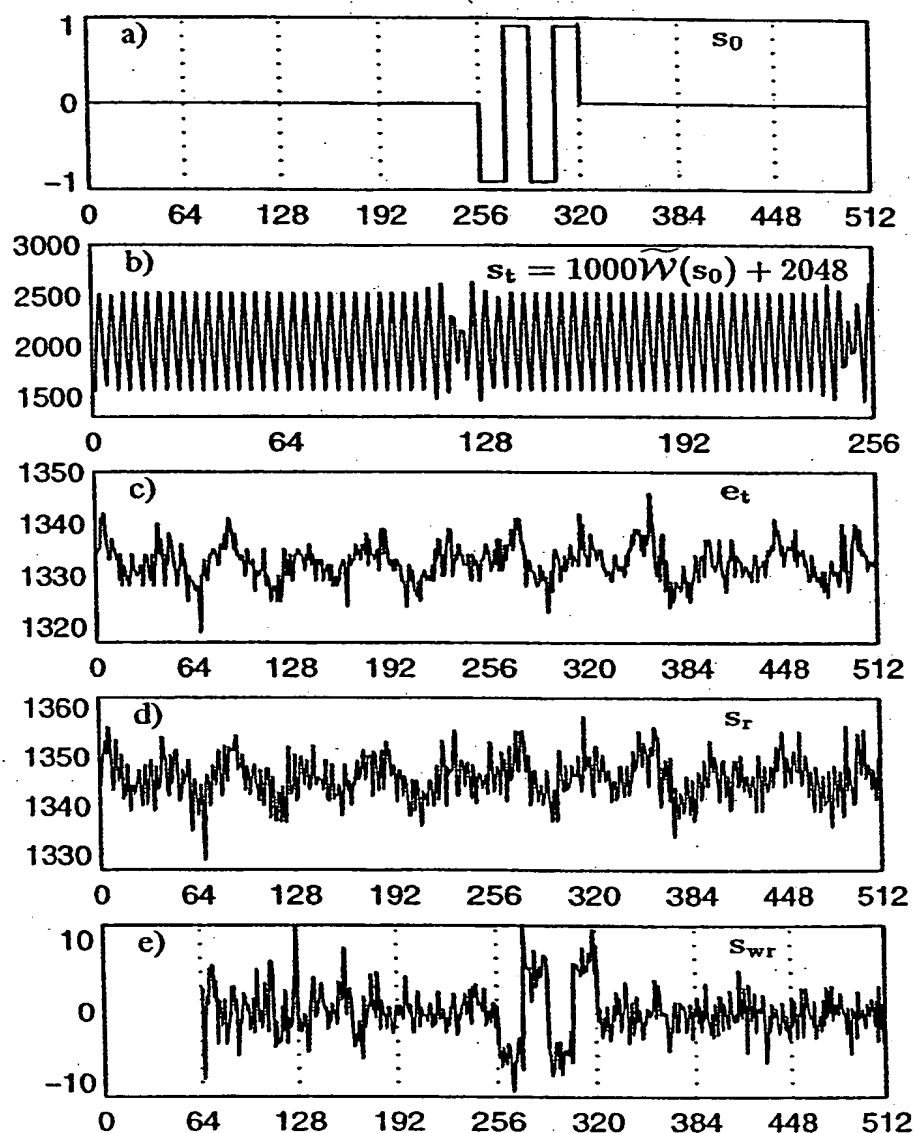 1
a)
s0
0
-1
0 64 128 192 256 320 384 448 512
3000
b)
st = 1000W̃(s0) + 2048
2500
2000
1500
0 64 128 192 256
1350
c)
et
1340
1330
1320
0 64 128 192 256 320 384 448 512
1360
d)
sr
1350
1340
1330
0 64 128 192 256 320 384 448 512
10
e)
swr
0
-10
0 64 128 192 256 320 384 448 512